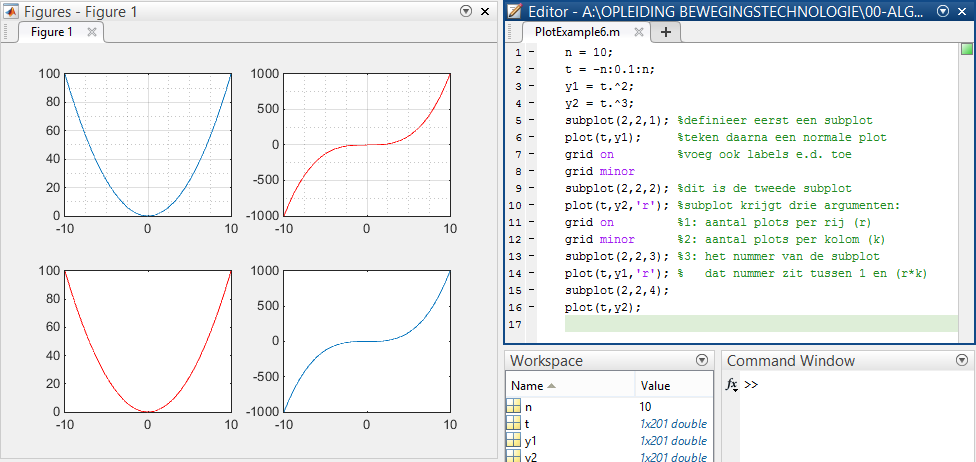 Figures - Figure 1
Figure 1
100
80
60
40
20
0
-10 0 10
1000
500
0
-500
-1000
-10 0 10
100
80
60
40
20
0
-10 0 10
1000
500
0
-500
-1000
-10 0 10
Editor - A:\OPLEIDING BEWEGINGSTECHNOLOGIE\00-ALG...
PlotExample6.m
1 - n = 10;
2 - t = -n:0.1:n;
3 - y1 = t.^2;
4 - y2 = t.^3;
5 - subplot(2,2,1); %definieer eerst een subplot
6 - plot(t,y1); %teken daarna een normale plot
7 - grid on %voeg ook labels e.d. toe
8 - grid minor
9 - subplot(2,2,2); %dit is de tweede subplot
10 - plot(t,y2,'r'); %subplot krijgt drie argumenten:
11 - grid on %1: aantal plots per rij (r)
12 - grid minor %2: aantal plots per kolom (k)
13 - subplot(2,2,3); %3: het nummer van de subplot
14 - plot(t,y1,'r'); % dat nummer zit tussen 1 en (r*k)
15 - subplot(2,2,4);
16 - plot(t,y2);
17
Workspace
Name Value
n 10
t 1x201 double
y1 1x201 double
y2 1x201 double
Command Window
fx >>